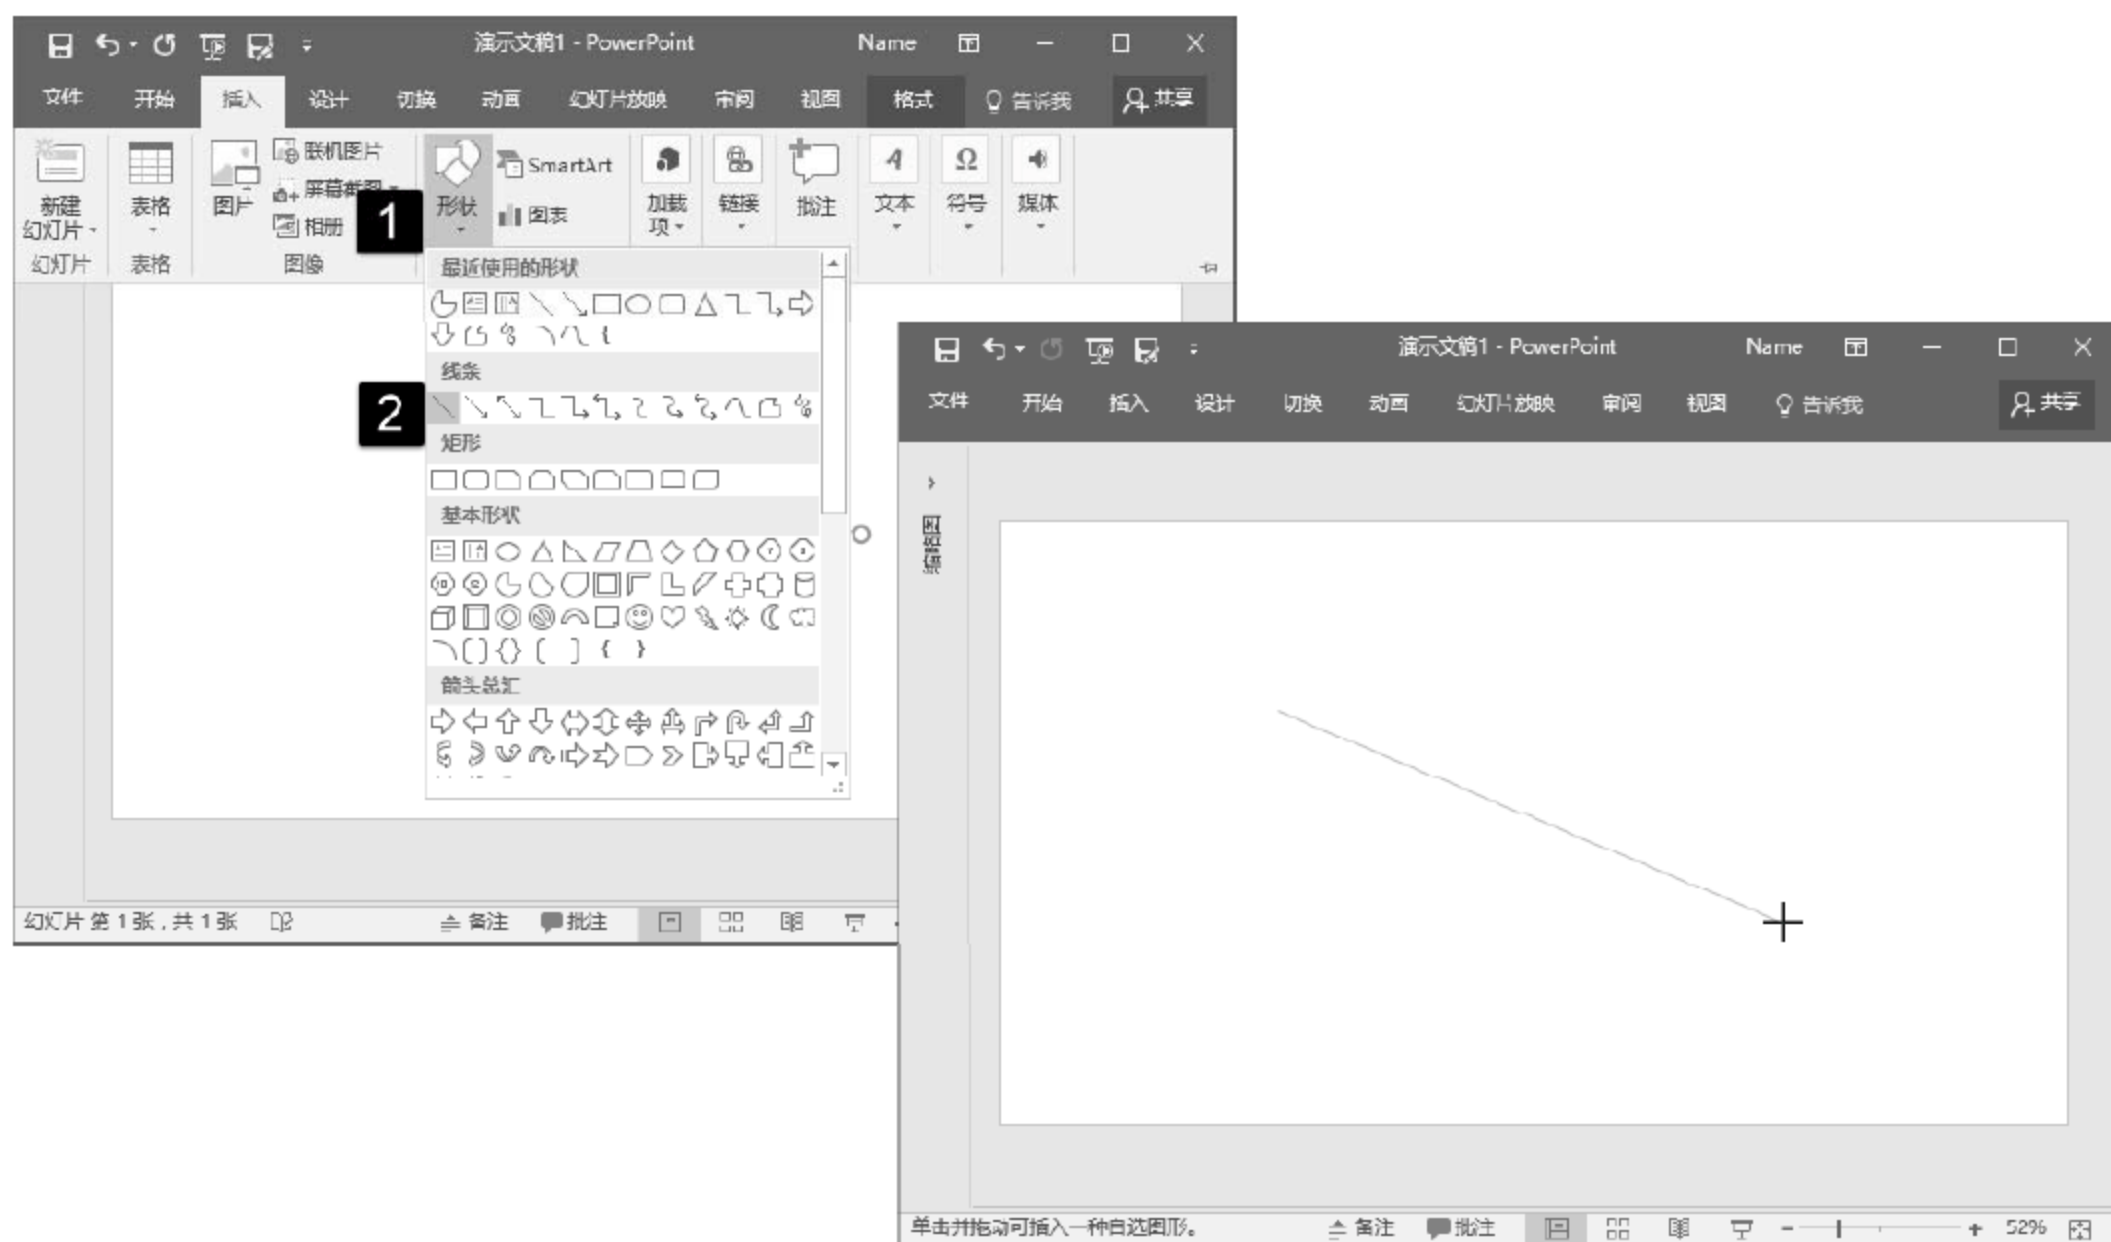 演示文稿1 - PowerPoint
Name
文件 开始 插入 设计 切换 动画 幻灯片放映 审阅 视图 格式 告诉我 共享
联机图片
屏幕截图
相册
新建
幻灯片
表格
图片
形状
SmartArt
图表
加载
项
链接
批注
文本
符号
媒体
幻灯片 表格 图像
1
最近使用的形状
线条
2
矩形
基本形状
箭头总汇
幻灯片 第 1 张，共 1 张 备注 批注
演示文稿1 - PowerPoint
Name
文件 开始 插入 设计 切换 动画 幻灯片放映 审阅 视图 告诉我 共享
缩略图
单击并拖动可插入一种自选图形。 备注 批注 52%